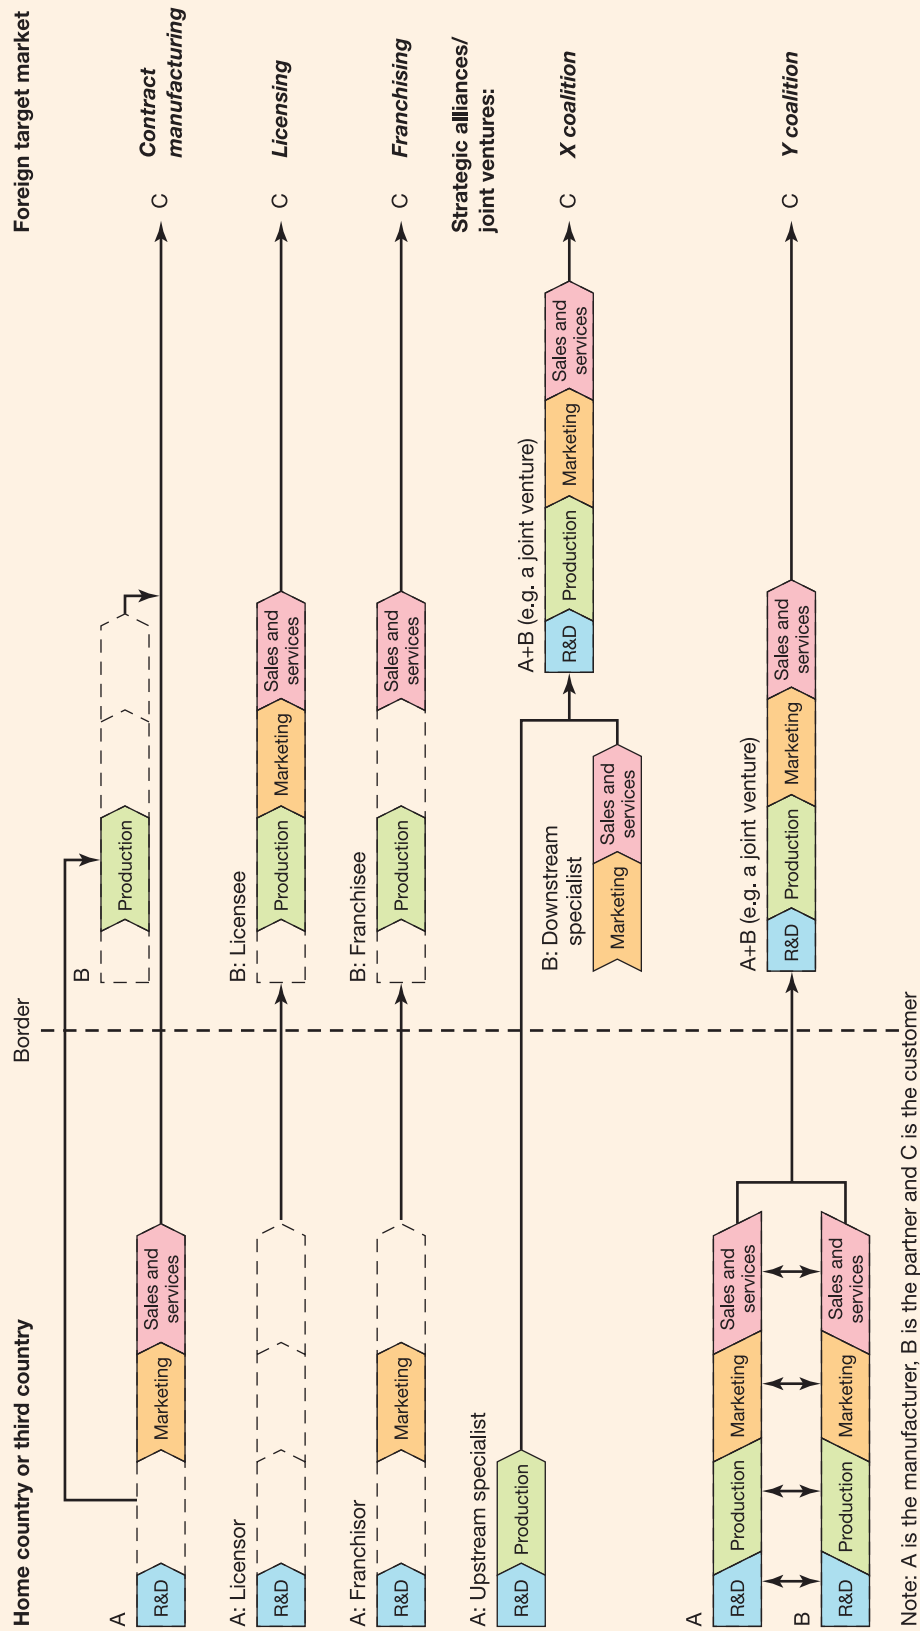 Home country or third country
Border
Foreign target market
A
R&D
Marketing
Sales and
services
B
Production
C
Contract
manufacturing
A: Licensor
R&D
B: Licensee
Production
Marketing
Sales and
services
C
Licensing
A: Franchisor
R&D
Marketing
B: Franchisee
Production
Sales and
services
C
Franchising
Strategic alliances/
joint ventures:
A: Upstream specialist
R&D
Production
B: Downstream
specialist
Marketing
Sales and
services
A+B (e.g. a joint venture)
R&D
Production
Marketing
Sales and
services
C
X coalition
A
R&D
Production
Marketing
Sales and
services
B
R&D
Production
Marketing
Sales and
services
A+B (e.g. a joint venture)
R&D
Production
Marketing
Sales and
services
C
Y coalition
Note: A is the manufacturer, B is the partner and C is the customer